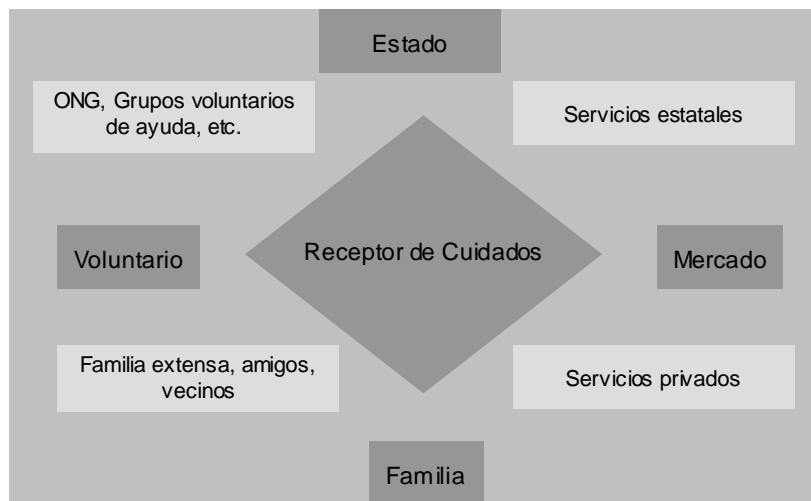 Estado
ONG, Grupos voluntarios
de ayuda, etc.
Servicios estatales
Voluntario
Receptor de Cuidados
Mercado
Familia extensa, amigos,
vecinos
Servicios privados
Familia